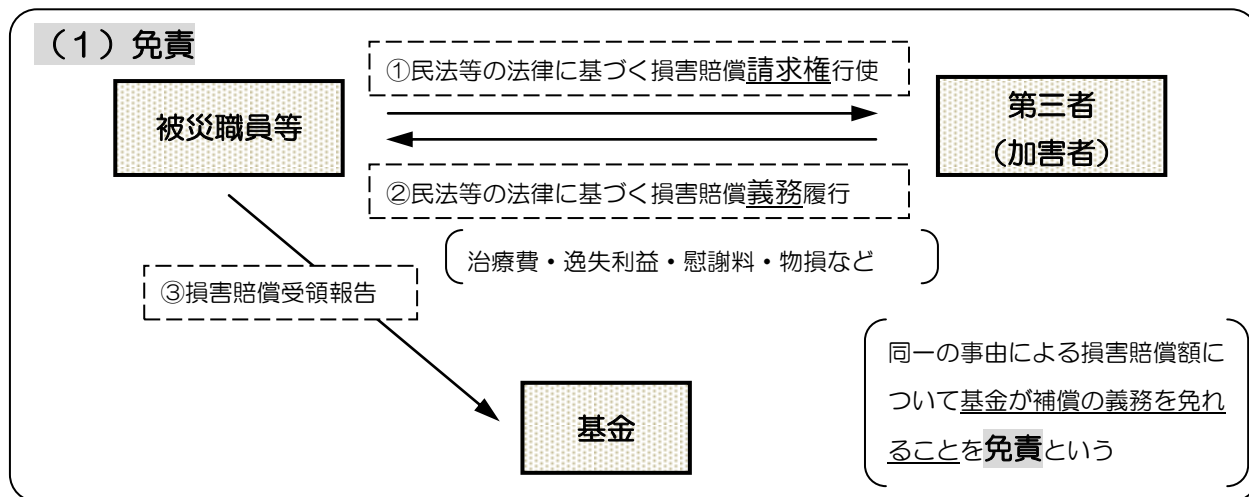 （１）免責
①民法等の法律に基づく損害賠償請求権行使
被災職員等
第三者
（加害者）
②民法等の法律に基づく損害賠償義務履行
治療費・逸失利益・慰謝料・物損など
③損害賠償受領報告
同一の事由による損害賠償額に
ついて基金が補償の義務を免れ
ることを免責という
基金